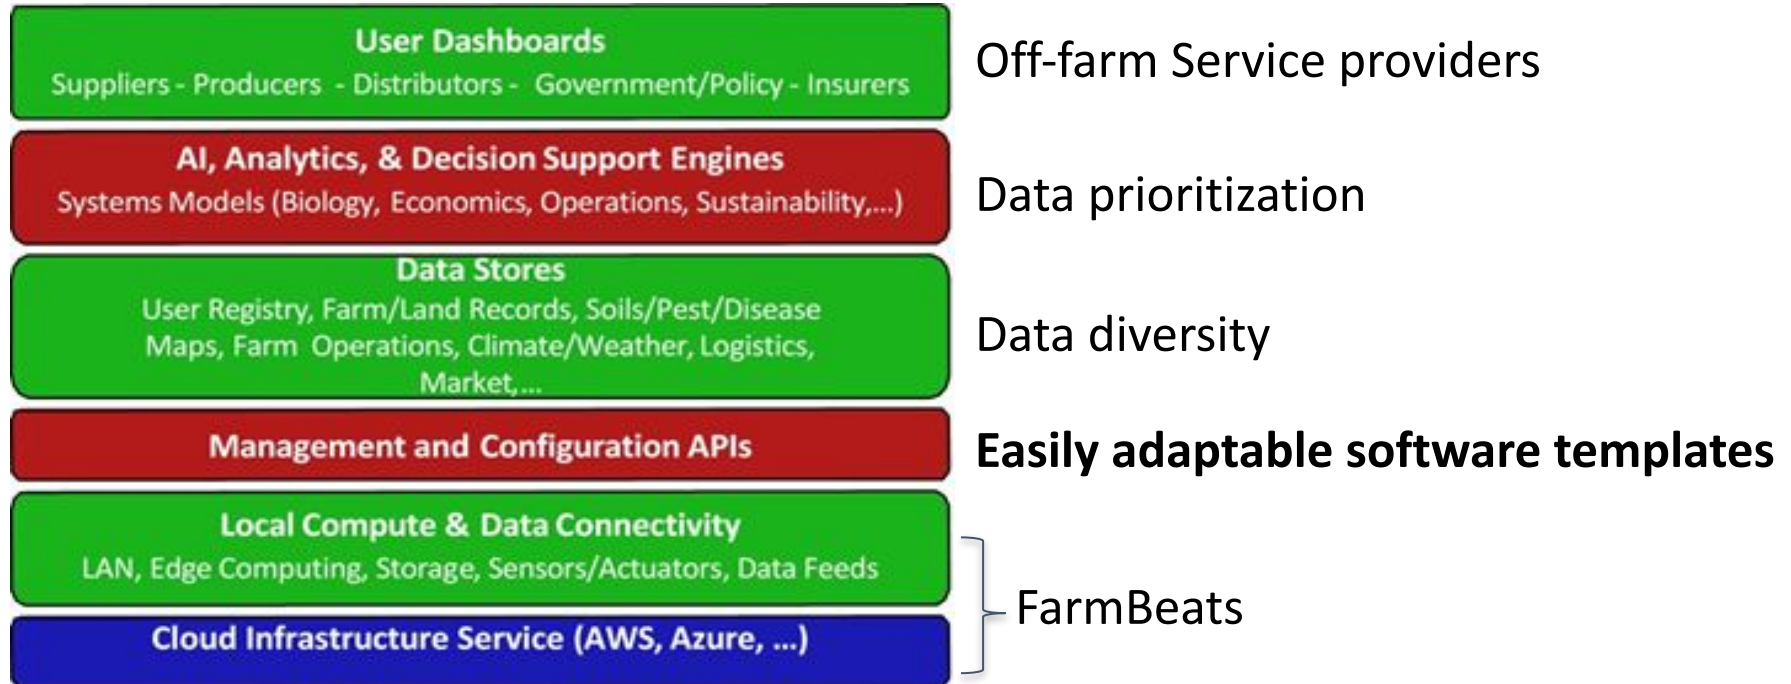 User Dashboards
Suppliers - Producers  - Distributors -  Government/Policy - Insurers
Off-farm Service providers
AI, Analytics, & Decision Support Engines
Systems Models (Biology, Economics, Operations, Sustainability,...)
Data prioritization
Data Stores
User Registry, Farm/Land Records, Soils/Pest/Disease
Maps, Farm  Operations, Climate/Weather, Logistics,
Market,...
Data diversity
Management and Configuration APIs
Easily adaptable software templates
Local Compute & Data Connectivity
LAN, Edge Computing, Storage, Sensors/Actuators, Data Feeds
Cloud Infrastructure Service (AWS, Azure, ...)
FarmBeats